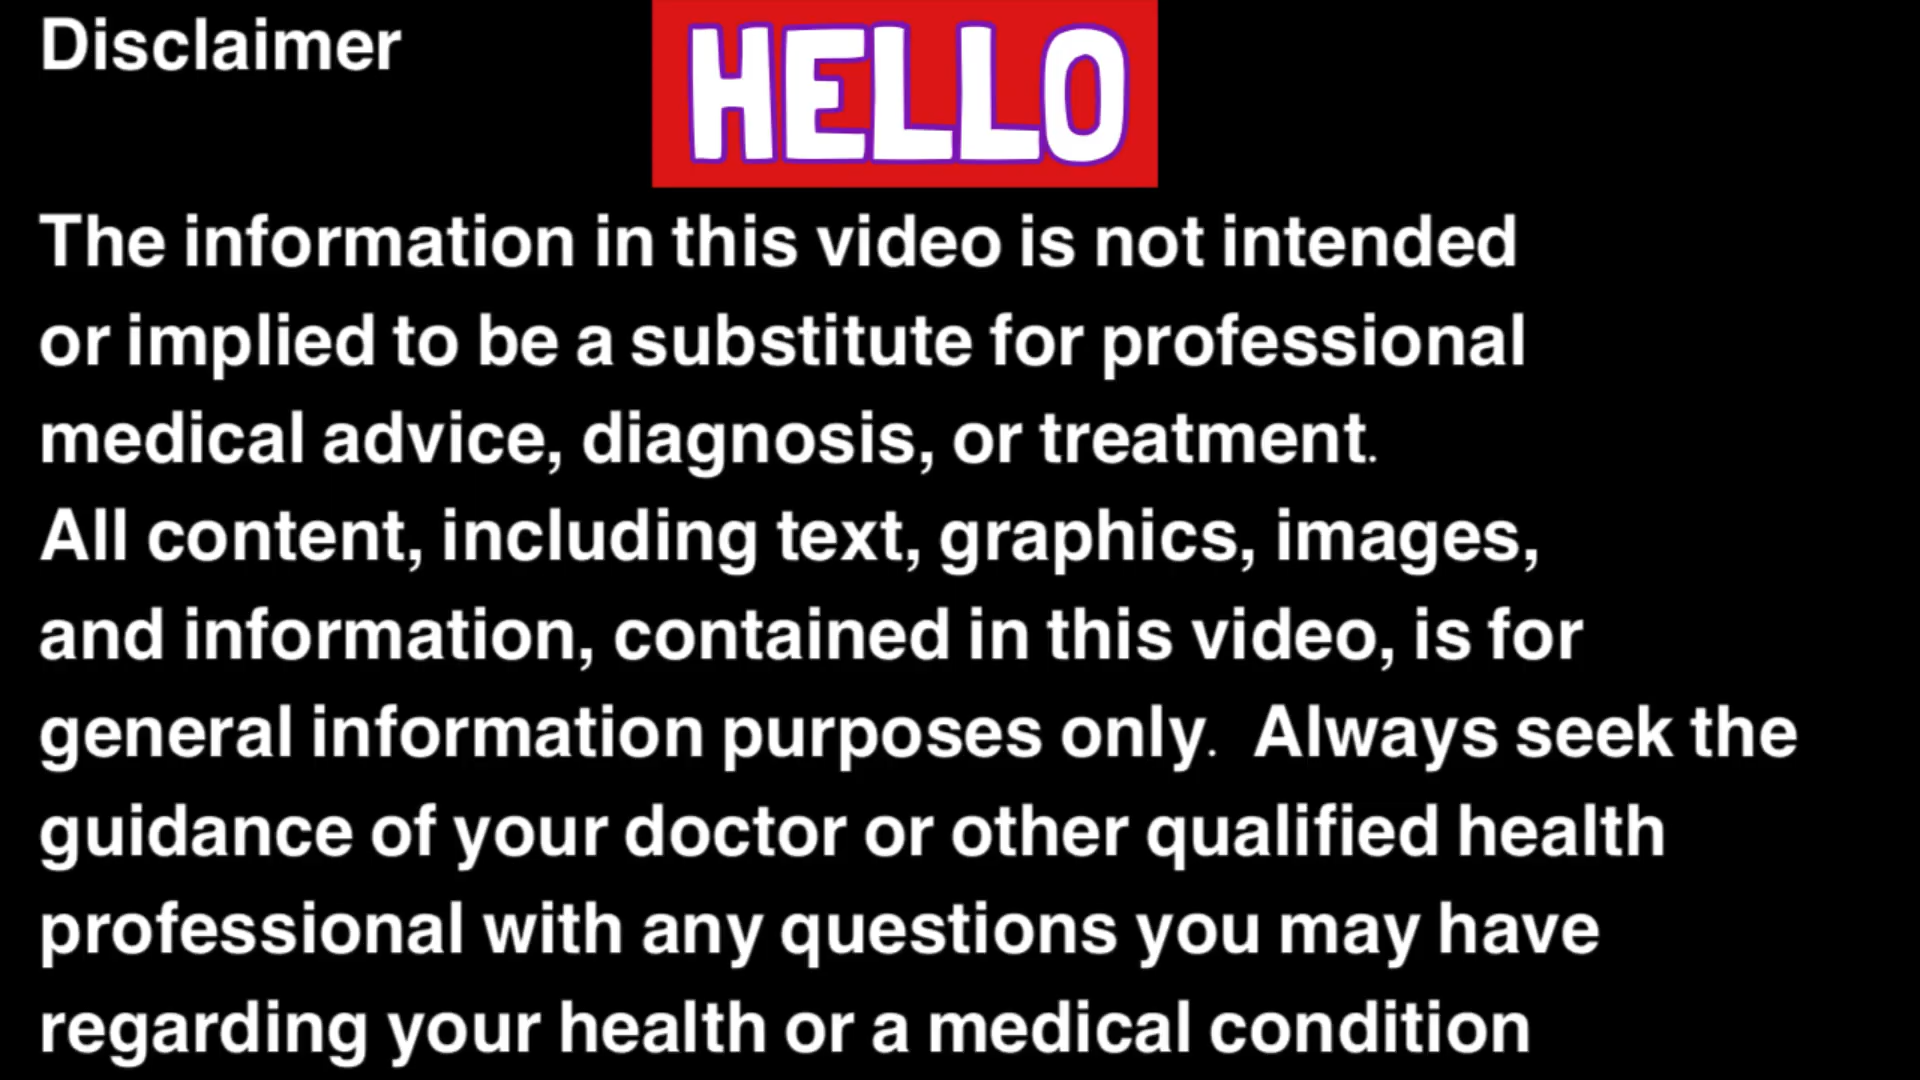 Disclaimer
HELLO
The information in this video is not intended
or implied to be a substitute for professional
medical advice, diagnosis, or treatment.
All content, including text, graphics, images,
and information, contained in this video, is for
general information purposes only.  Always seek the
guidance of your doctor or other qualified health
professional with any questions you may have
regarding your health or a medical condition